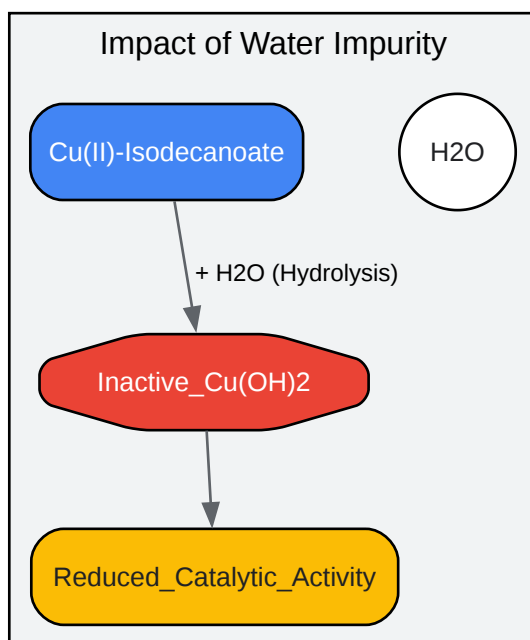 Impact of Water Impurity
Cu(II)-Isodecanoate
H2O
+ H2O (Hydrolysis)
Inactive_Cu(OH)2
Reduced_Catalytic_Activity